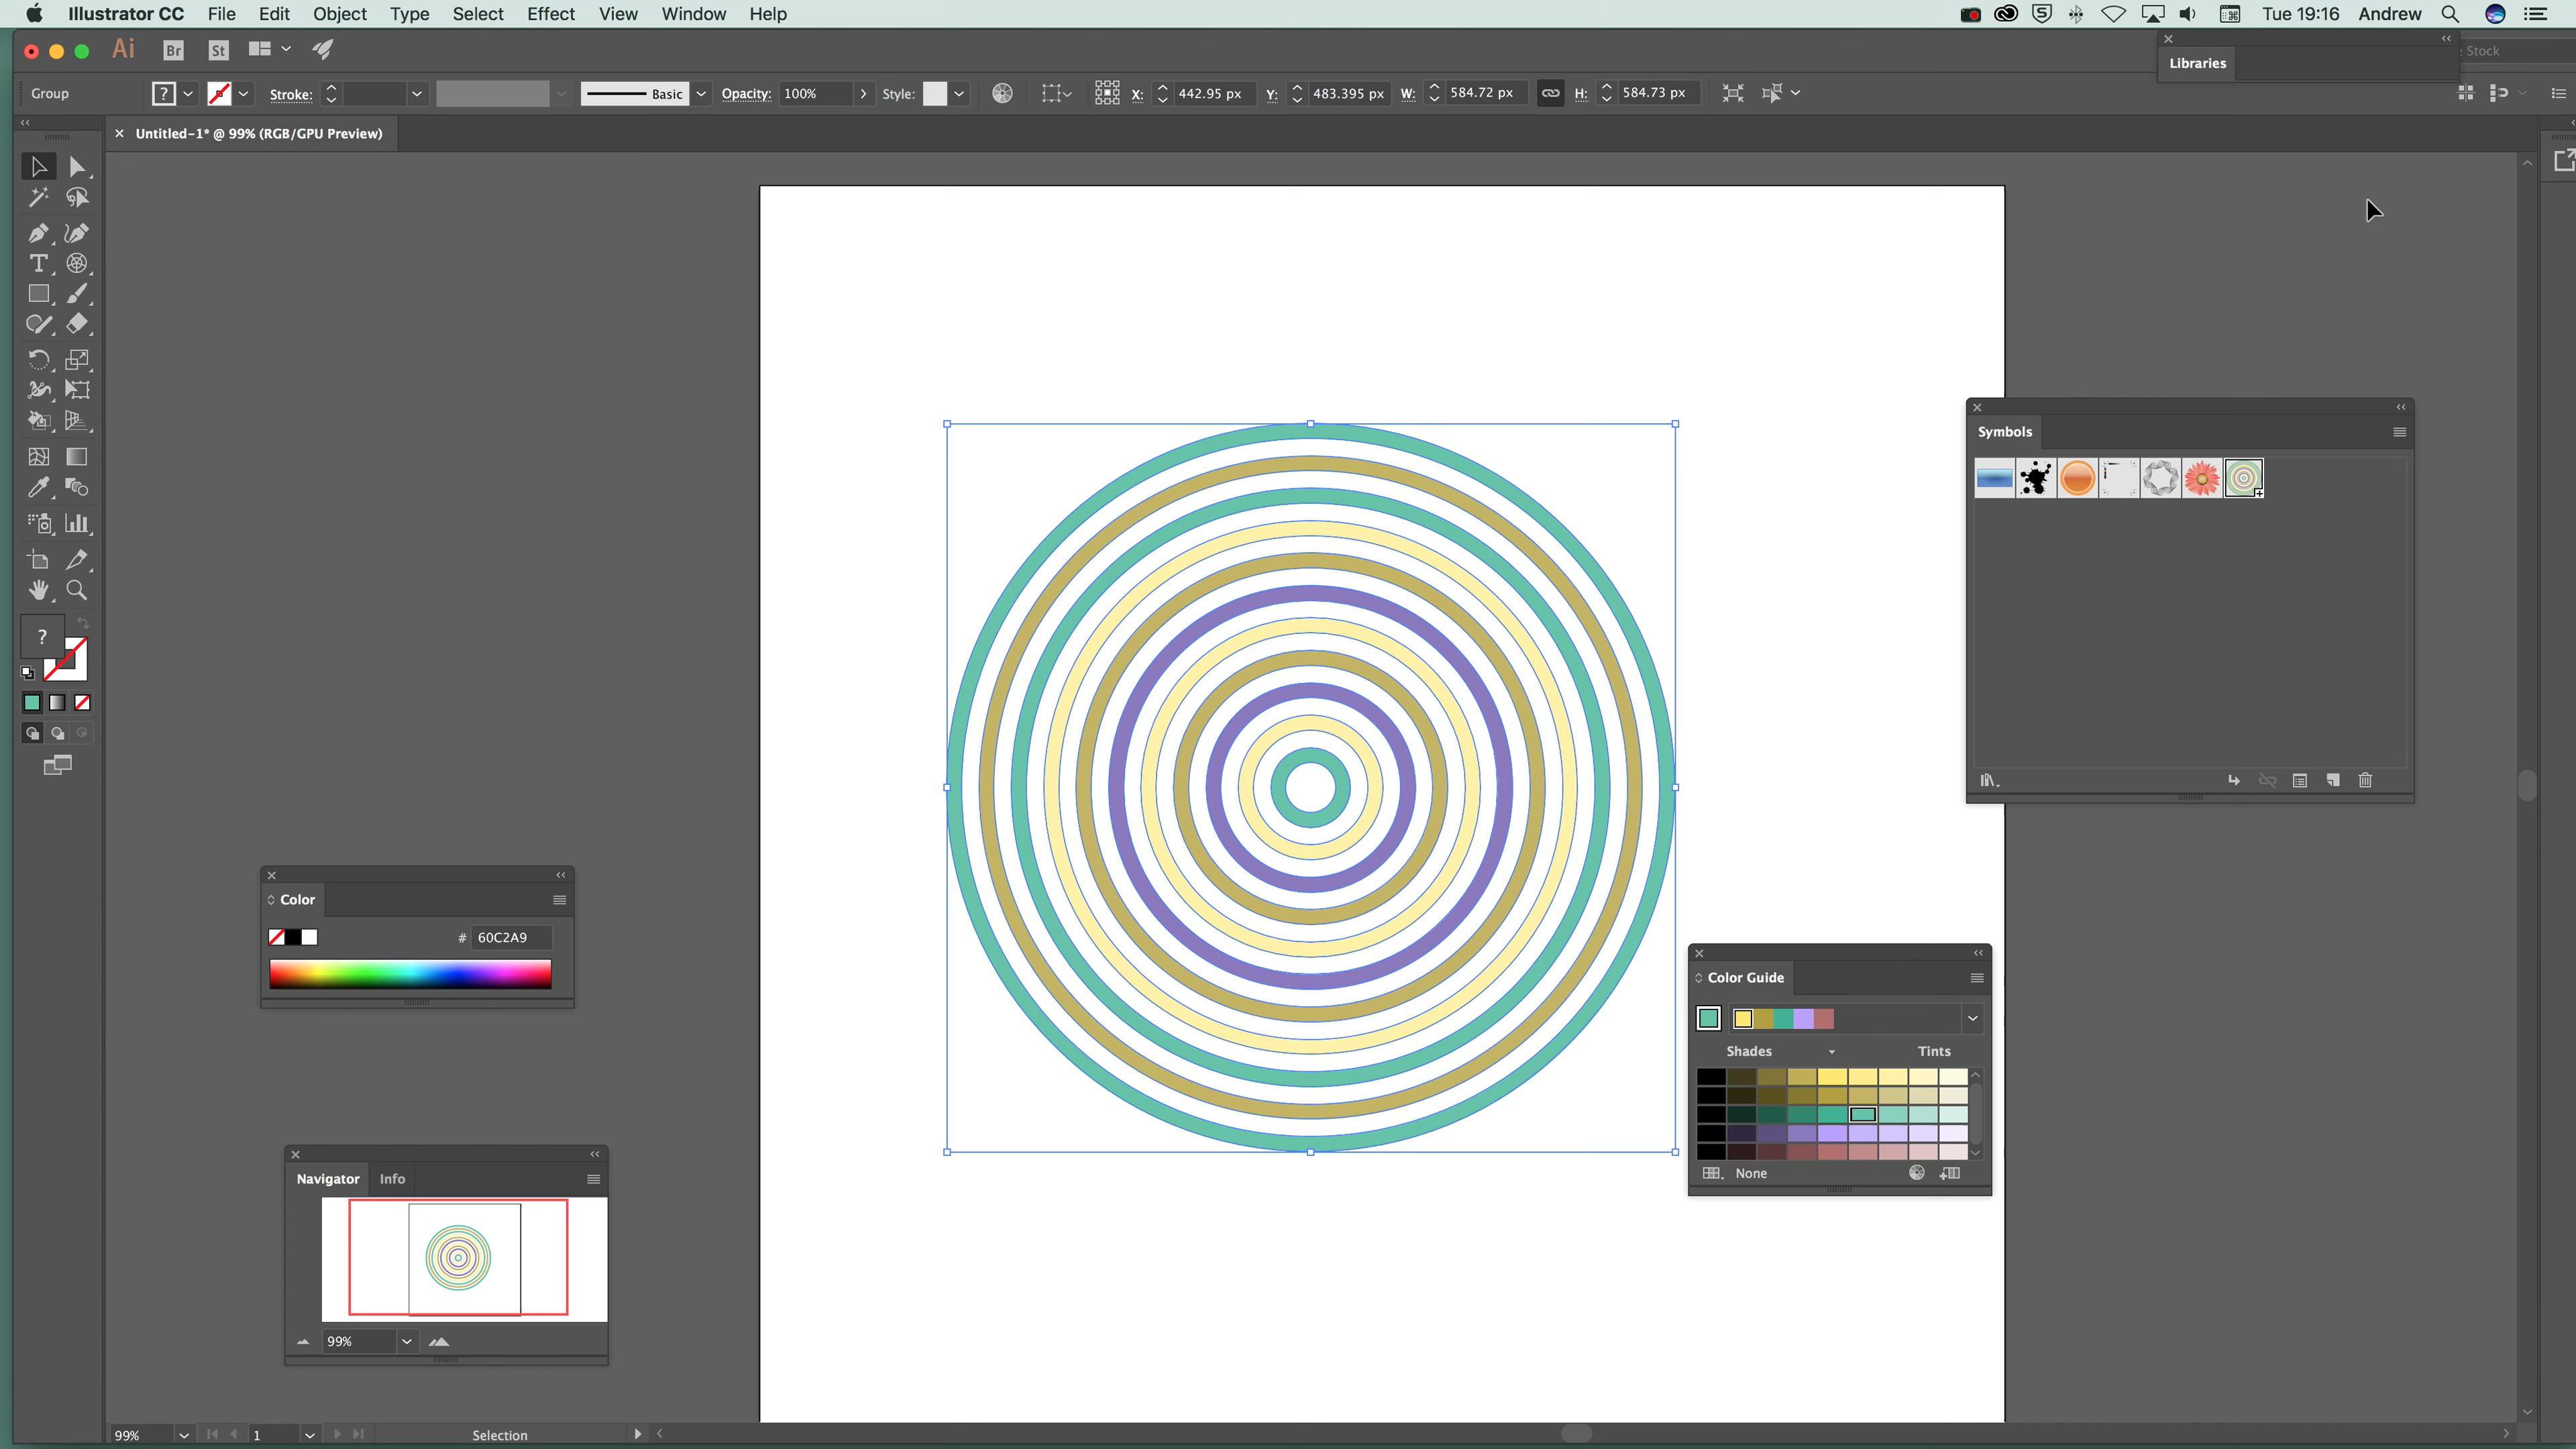 Illustrator CC File Edit Object Type Select Effect View Window Help Tue 19:16 Andrew
Ai Br St Stock
Libraries
Group ? Stroke: Basic Opacity: 100% Style: X: 442.95 px Y: 483.395 px W: 584.72 px H: 584.73 px
Untitled-1* @ 99% (RGB/GPU Preview)
Symbols
?
Color
# 60C2A9
Color Guide
Shades Tints
None
Navigator Info
99%
99% 1 Selection